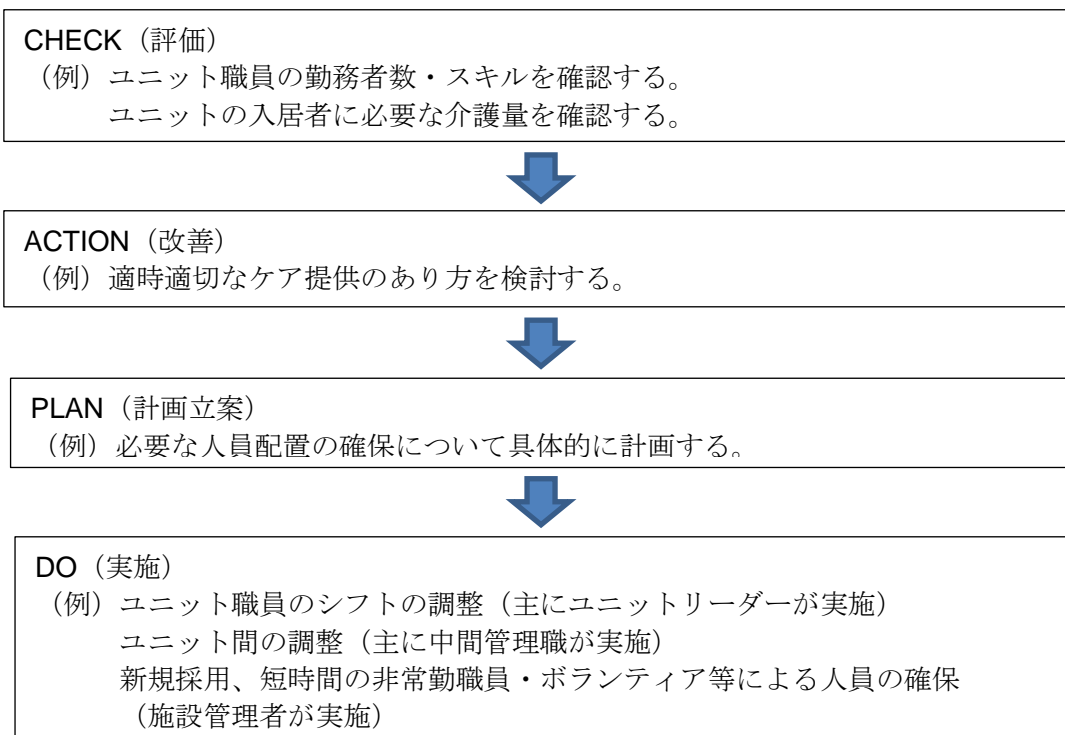 CHECK（評価）
（例）ユニット職員の勤務者数・スキルを確認する。
ユニットの入居者に必要な介護量を確認する。
ACTION（改善）
（例）適時適切なケア提供のあり方を検討する。
PLAN（計画立案）
（例）必要な人員配置の確保について具体的に計画する。
DO（実施）
（例）ユニット職員のシフトの調整（主にユニットリーダーが実施）
ユニット間の調整（主に中間管理職が実施）
新規採用、短時間の非常勤職員・ボランティア等による人員の確保
（施設管理者が実施）